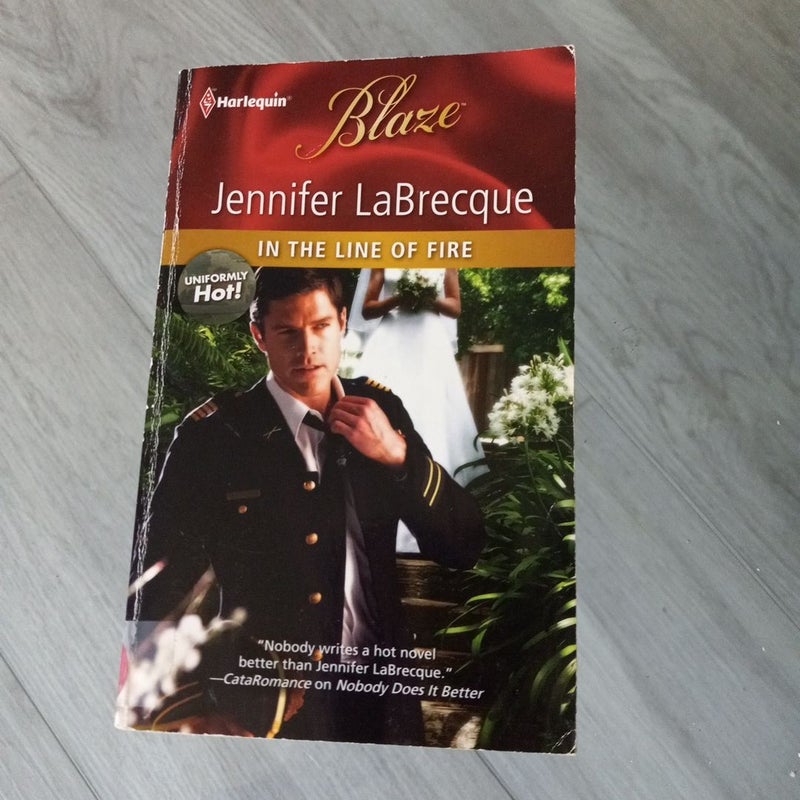 Harlequin®
Blaze™
Jennifer LaBrecque
IN THE LINE OF FIRE
UNIFORMLY
Hot!
"Nobody writes a hot novel
better than Jennifer LaBrecque."
—CataRomance on Nobody Does It Better